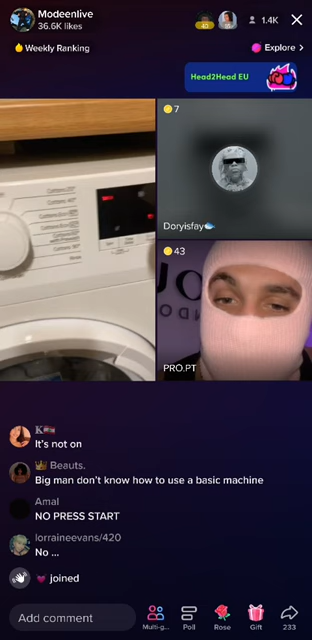 Modeenlive
36.6K likes
40
1.4K
Weekly Ranking
Explore >
Head2Head EU
7
Doryisfay
43
PRO.PT
K
It's not on
Beauts.
Big man don't know how to use a basic machine
Amal
NO PRESS START
lorraineevans/420
No ...
joined
Add comment
Multi-g...
Poll
Rose
Gift
233